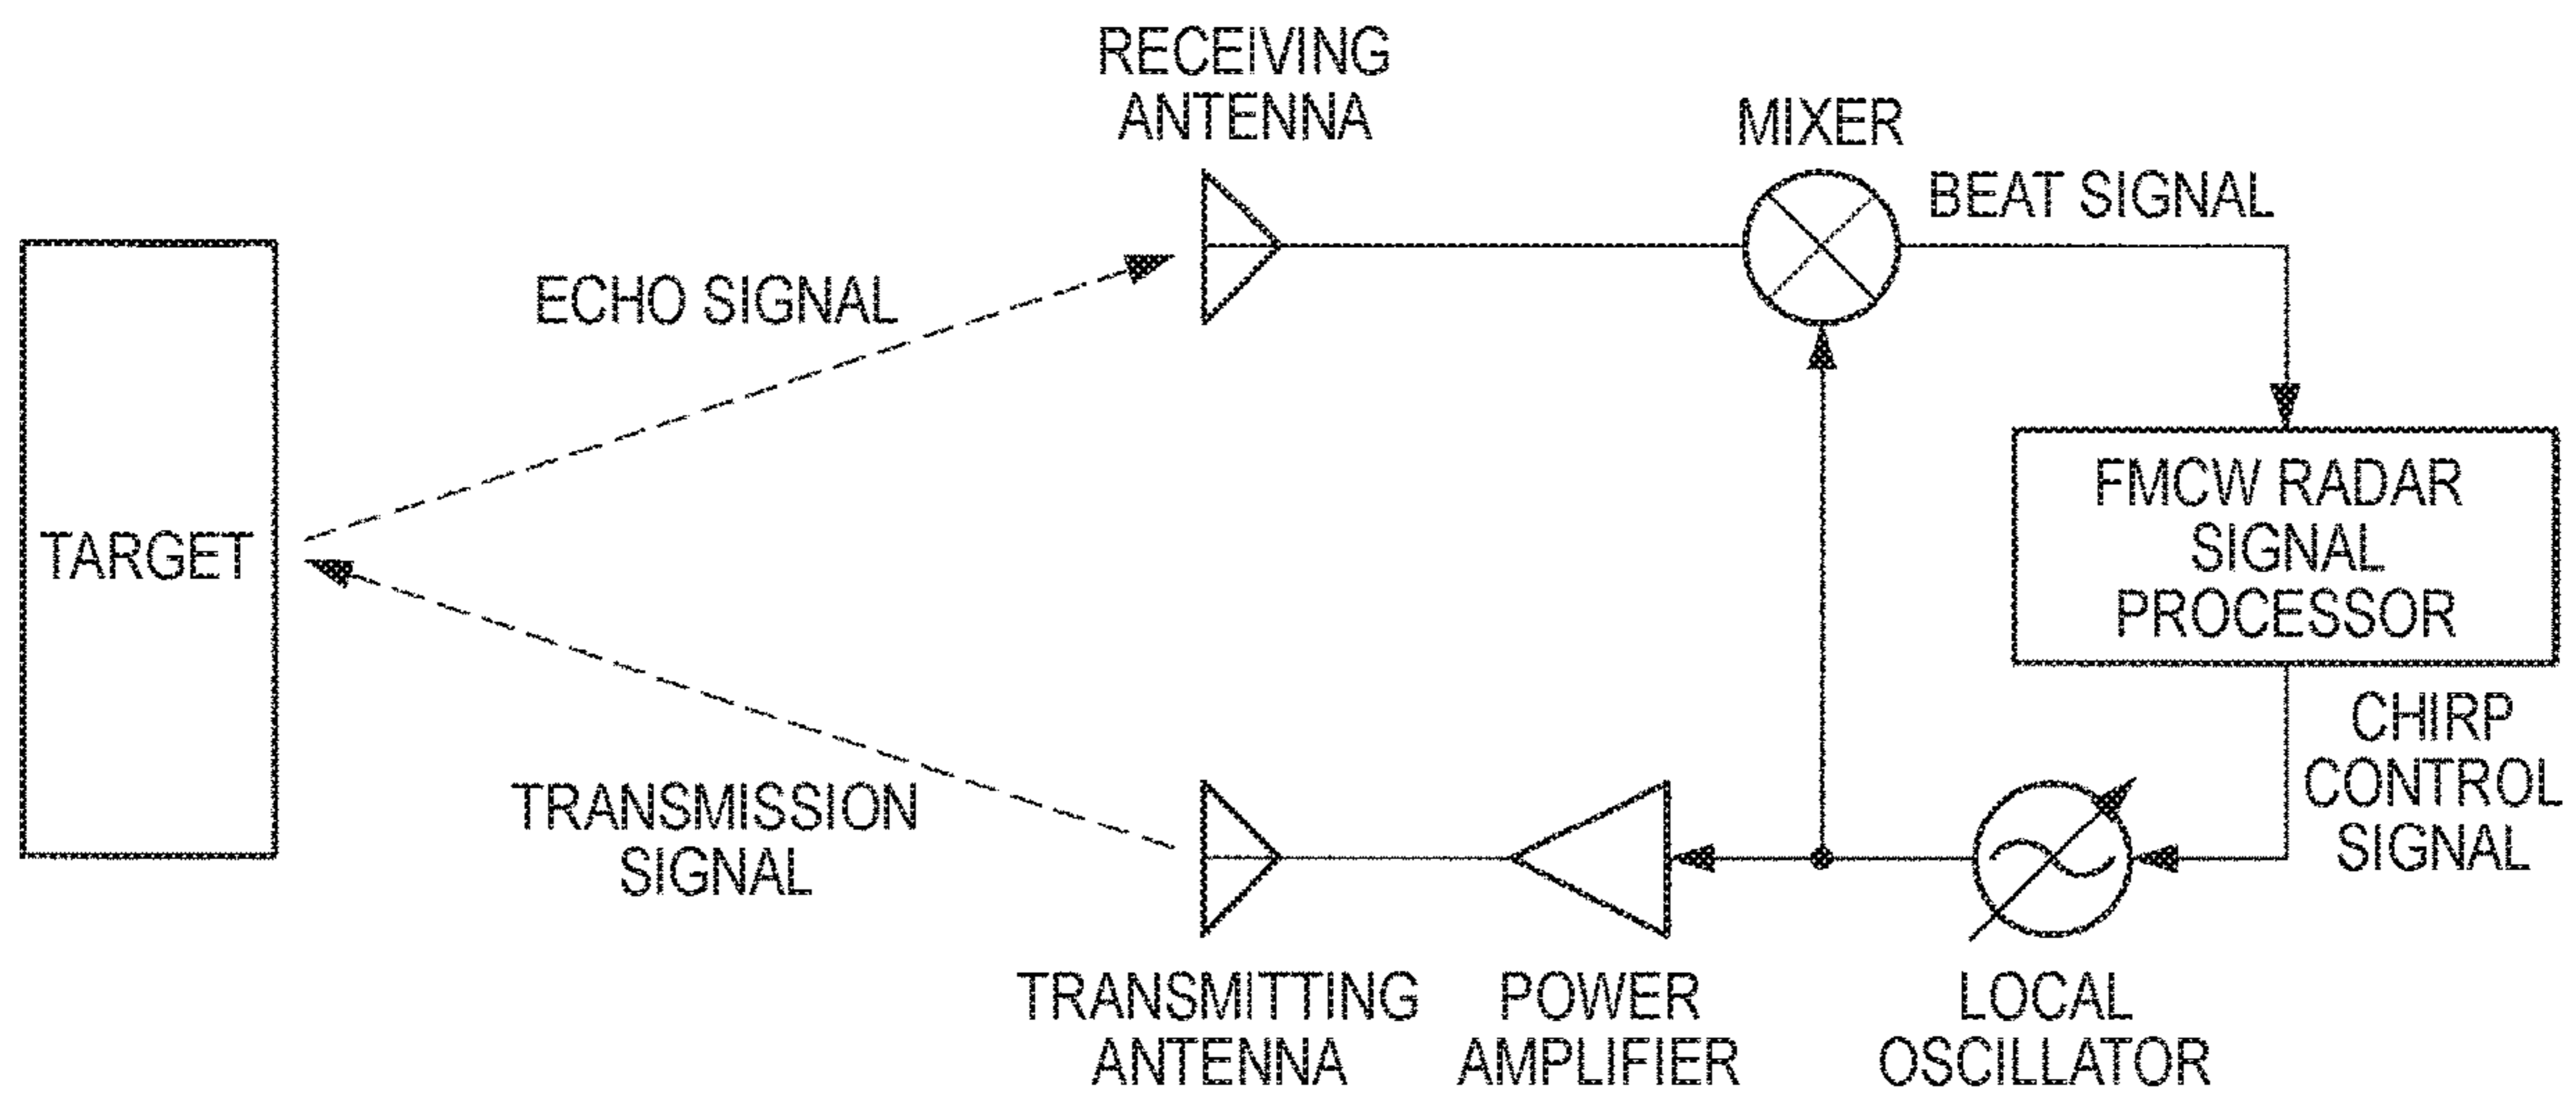 RECEIVING
ANTENNA
MIXER
BEAT SIGNAL
ECHO SIGNAL
TARGET
FMCW RADAR
SIGNAL
PROCESSOR
CHIRP
CONTROL
SIGNAL
TRANSMISSION
SIGNAL
TRANSMITTING
ANTENNA
POWER
AMPLIFIER
LOCAL
OSCILLATOR